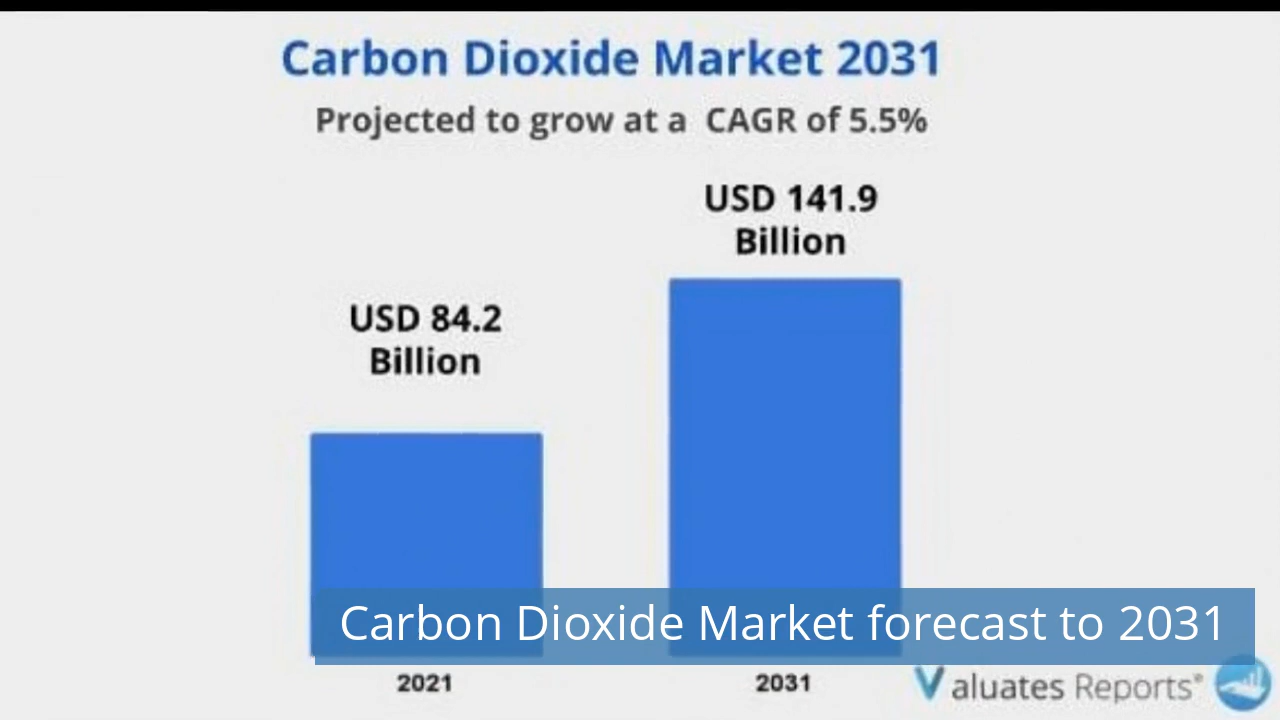 Carbon Dioxide Market 2031
Projected to grow at a CAGR of 5.5%
USD 141.9
Billion
USD 84.2
Billion
Carbon Dioxide Market forecast to 2031
2021
2031
Valuates Reports®